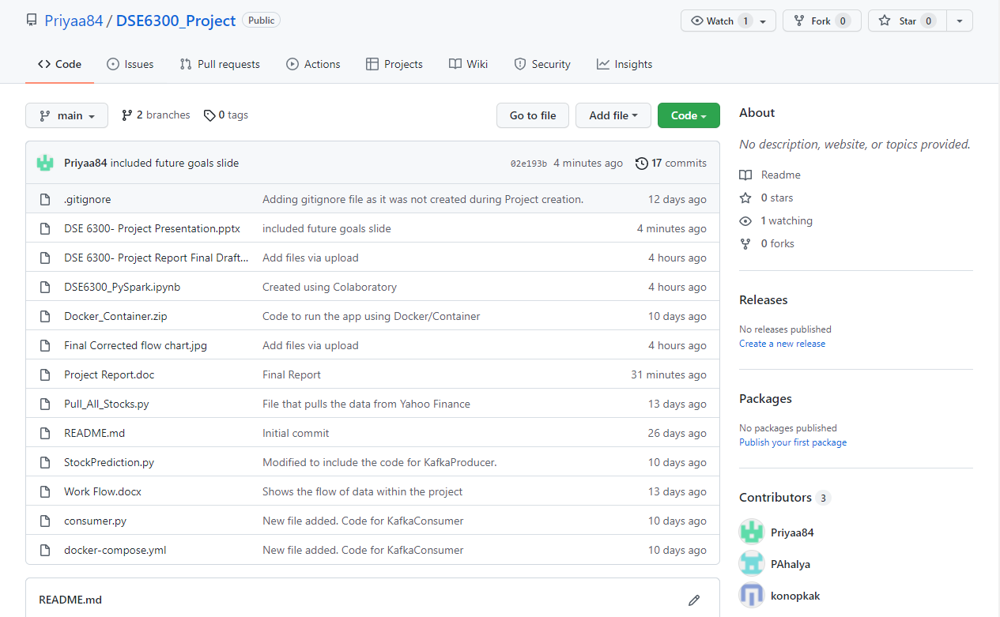 Priyaa84 / DSE6300_Project Public
Watch 1 Fork 0 Star 0
Code Issues Pull requests Actions Projects Wiki Security Insights
main 2 branches 0 tags Go to file Add file Code
Priyaa84 included future goals slide 02e193b 4 minutes ago 17 commits
.gitignore Adding gitignore file as it was not created during Project creation. 12 days ago
DSE 6300- Project Presentation.pptx included future goals slide 4 minutes ago
DSE 6300- Project Report Final Draft... Add files via upload 4 hours ago
DSE6300_PySpark.ipynb Created using Colaboratory 4 hours ago
Docker_Container.zip Code to run the app using Docker/Container 10 days ago
Final Corrected flow chart.jpg Add files via upload 4 hours ago
Project Report.doc Final Report 31 minutes ago
Pull_All_Stocks.py File that pulls the data from Yahoo Finance 13 days ago
README.md Initial commit 26 days ago
StockPrediction.py Modified to include the code for KafkaProducer. 10 days ago
Work Flow.docx Shows the flow of data within the project 13 days ago
consumer.py New file added. Code for KafkaConsumer 10 days ago
docker-compose.yml New file added. Code for KafkaConsumer 10 days ago
README.md
About
No description, website, or topics provided.
Readme
0 stars
1 watching
0 forks
Releases
No releases published
Create a new release
Packages
No packages published
Publish your first package
Contributors 3
Priyaa84
PAhalya
konopkak